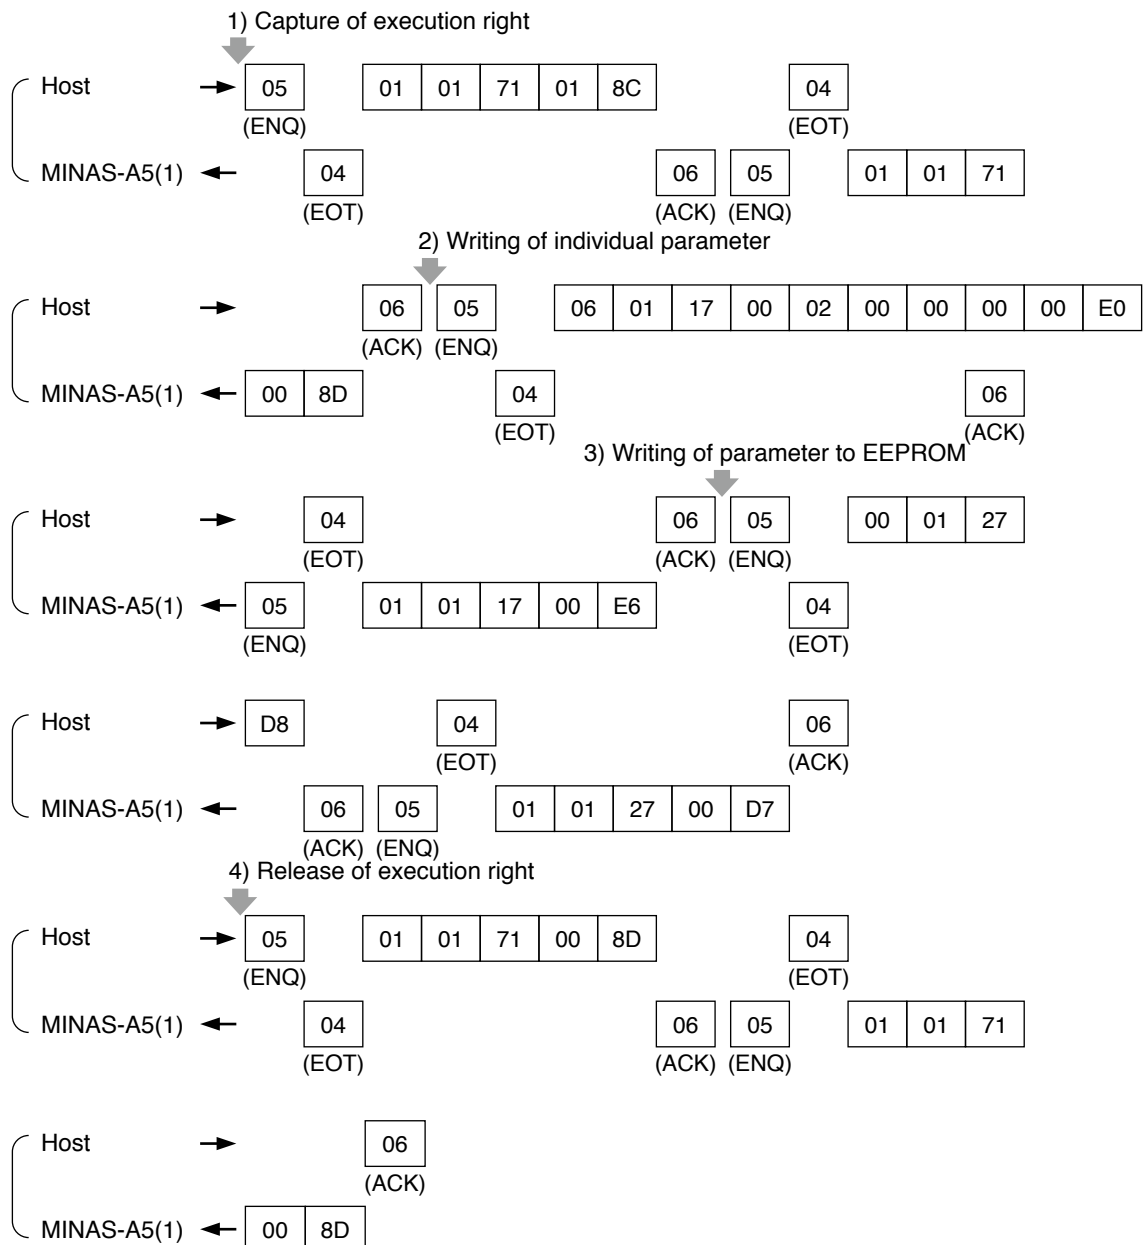 1) Capture of execution right
Host 05 01 01 71 01 8C 04
(ENQ) (EOT)
MINAS-A5(1) 04 06 05 01 01 71
(EOT) (ACK) (ENQ)
2) Writing of individual parameter
Host 06 05 06 01 17 00 02 00 00 00 00 E0
(ACK) (ENQ)
MINAS-A5(1) 00 8D 04 06
(EOT) (ACK)
3) Writing of parameter to EEPROM
Host 04 06 05 00 01 27
(EOT) (ACK) (ENQ)
MINAS-A5(1) 05 01 01 17 00 E6 04
(ENQ) (EOT)
Host D8 04 06
(EOT) (ACK)
MINAS-A5(1) 06 05 01 01 27 00 D7
(ACK) (ENQ)
4) Release of execution right
Host 05 01 01 71 00 8D 04
(ENQ) (EOT)
MINAS-A5(1) 04 06 05 01 01 71
(EOT) (ACK) (ENQ)
Host 06
(ACK)
MINAS-A5(1) 00 8D